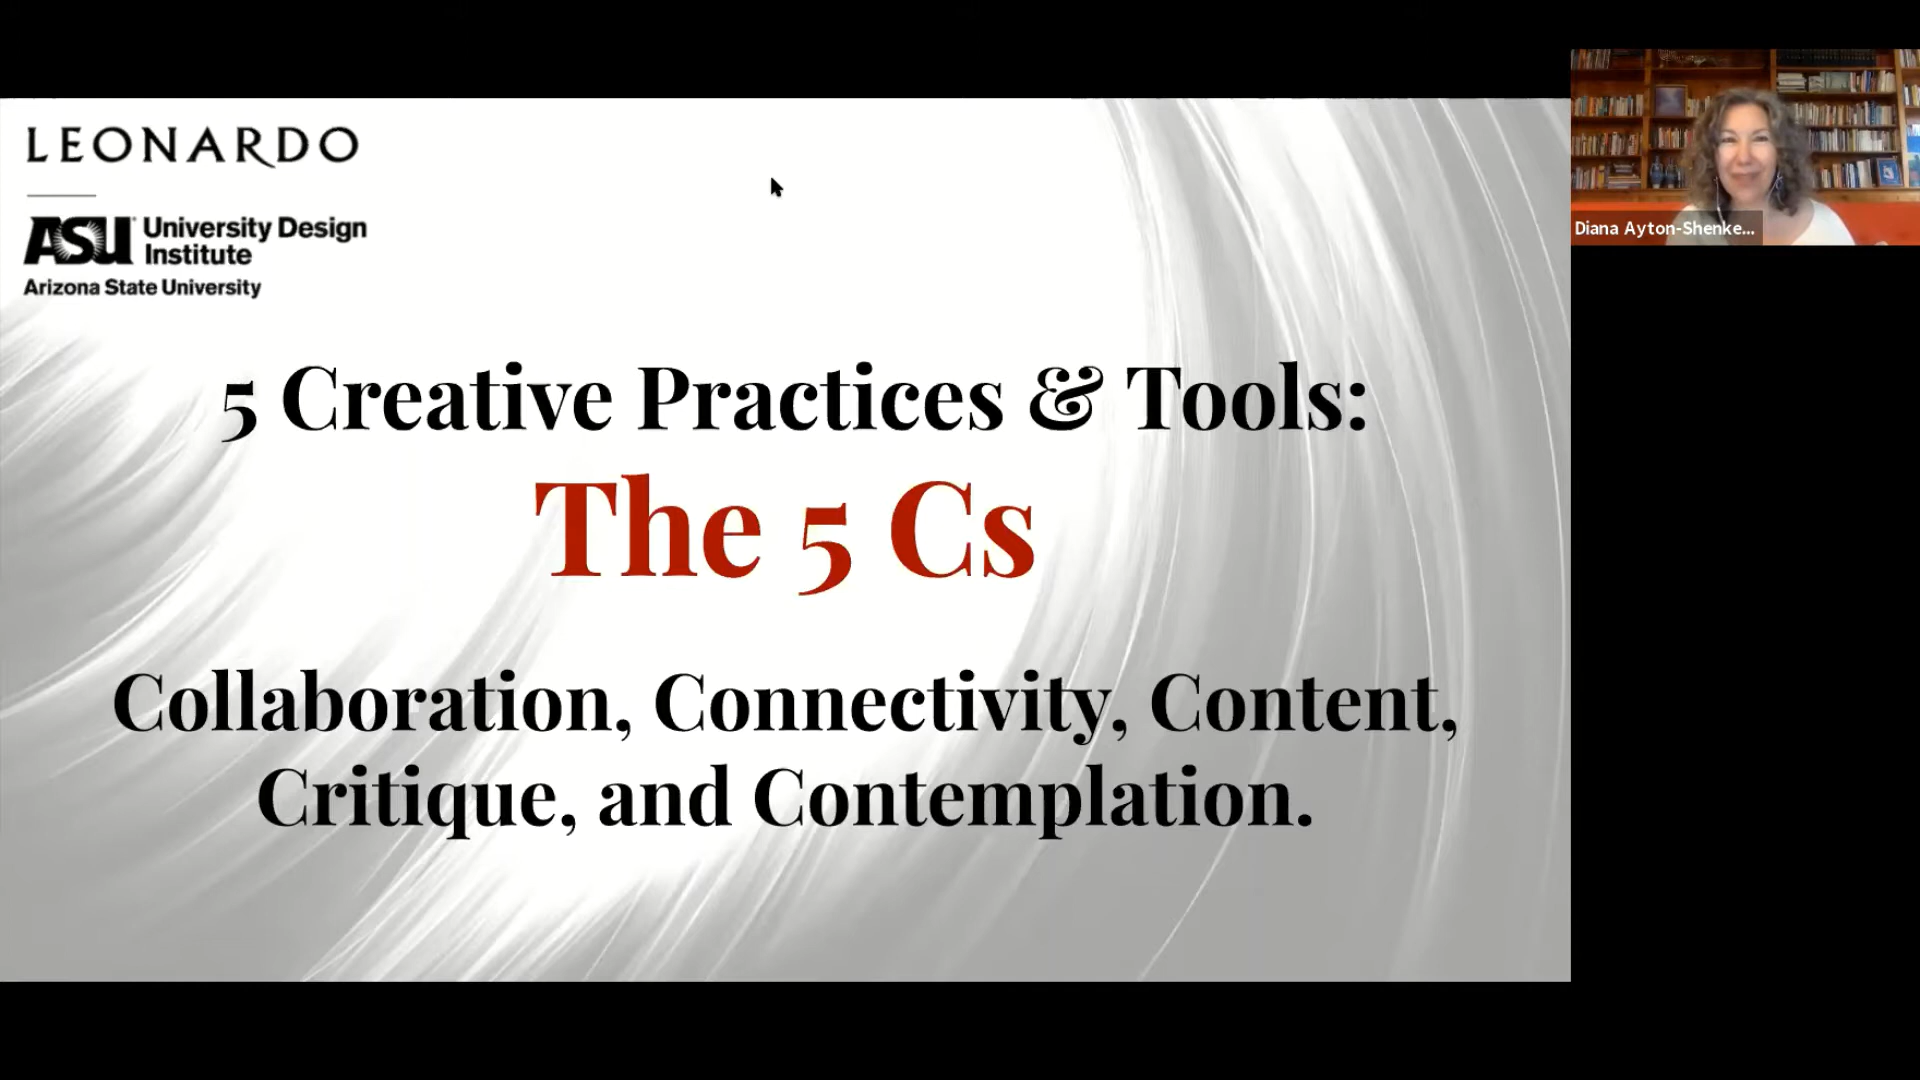 LEONARDO
ASU University Design
Institute
Arizona State University
5 Creative Practices & Tools:
The 5 Cs
Collaboration, Connectivity, Content,
Critique, and Contemplation.
Diana Ayton-Shenke...